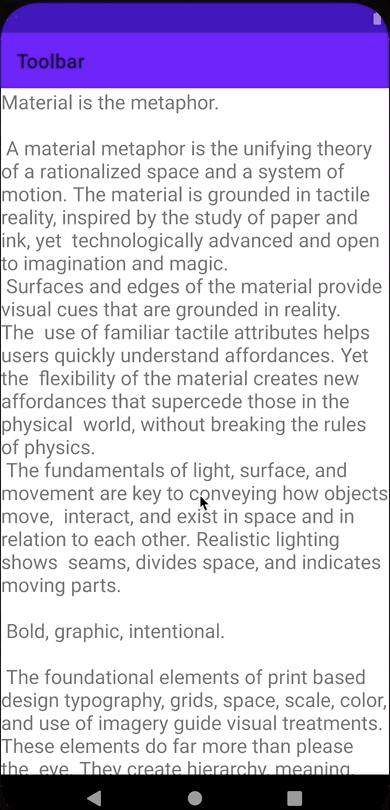 Toolbar
Material is the metaphor.
A material metaphor is the unifying theory
of a rationalized space and a system of
motion. The material is grounded in tactile
reality, inspired by the study of paper and
ink, yet  technologically advanced and open
to imagination and magic.
Surfaces and edges of the material provide
visual cues that are grounded in reality.
The  use of familiar tactile attributes helps
users quickly understand affordances. Yet
the  flexibility of the material creates new
affordances that supercede those in the
physical  world, without breaking the rules
of physics.
The fundamentals of light, surface, and
movement are key to conveying how objects
move,  interact, and exist in space and in
relation to each other. Realistic lighting
shows  seams, divides space, and indicates
moving parts.
Bold, graphic, intentional.
The foundational elements of print based
design typography, grids, space, scale, color,
and use of imagery guide visual treatments.
These elements do far more than please
the  eye. They create hierarchy, meaning,